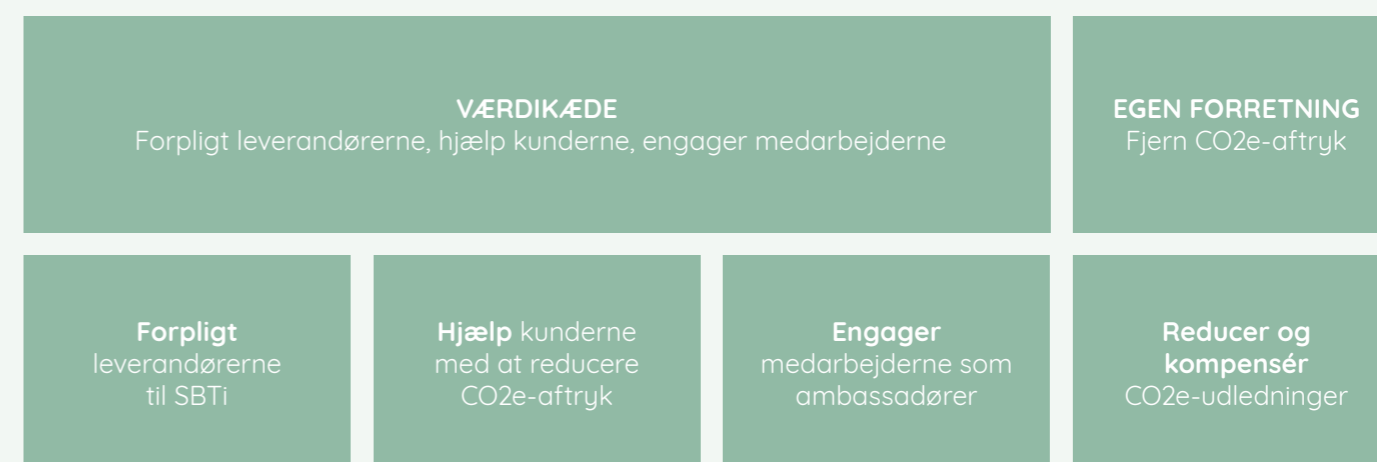 VÆRDIKÆDE
Forpligt leverandørerne, hjælp kunderne, engager medarbejderne
EGEN FORRETNING
Fjern CO2e-aftryk
Forpligt
leverandørerne
til SBTi
Hjælp kunderne
med at reducere
CO2e-aftryk
Engager
medarbejderne som
ambassadører
Reducer og
kompensér
CO2e-udledninger